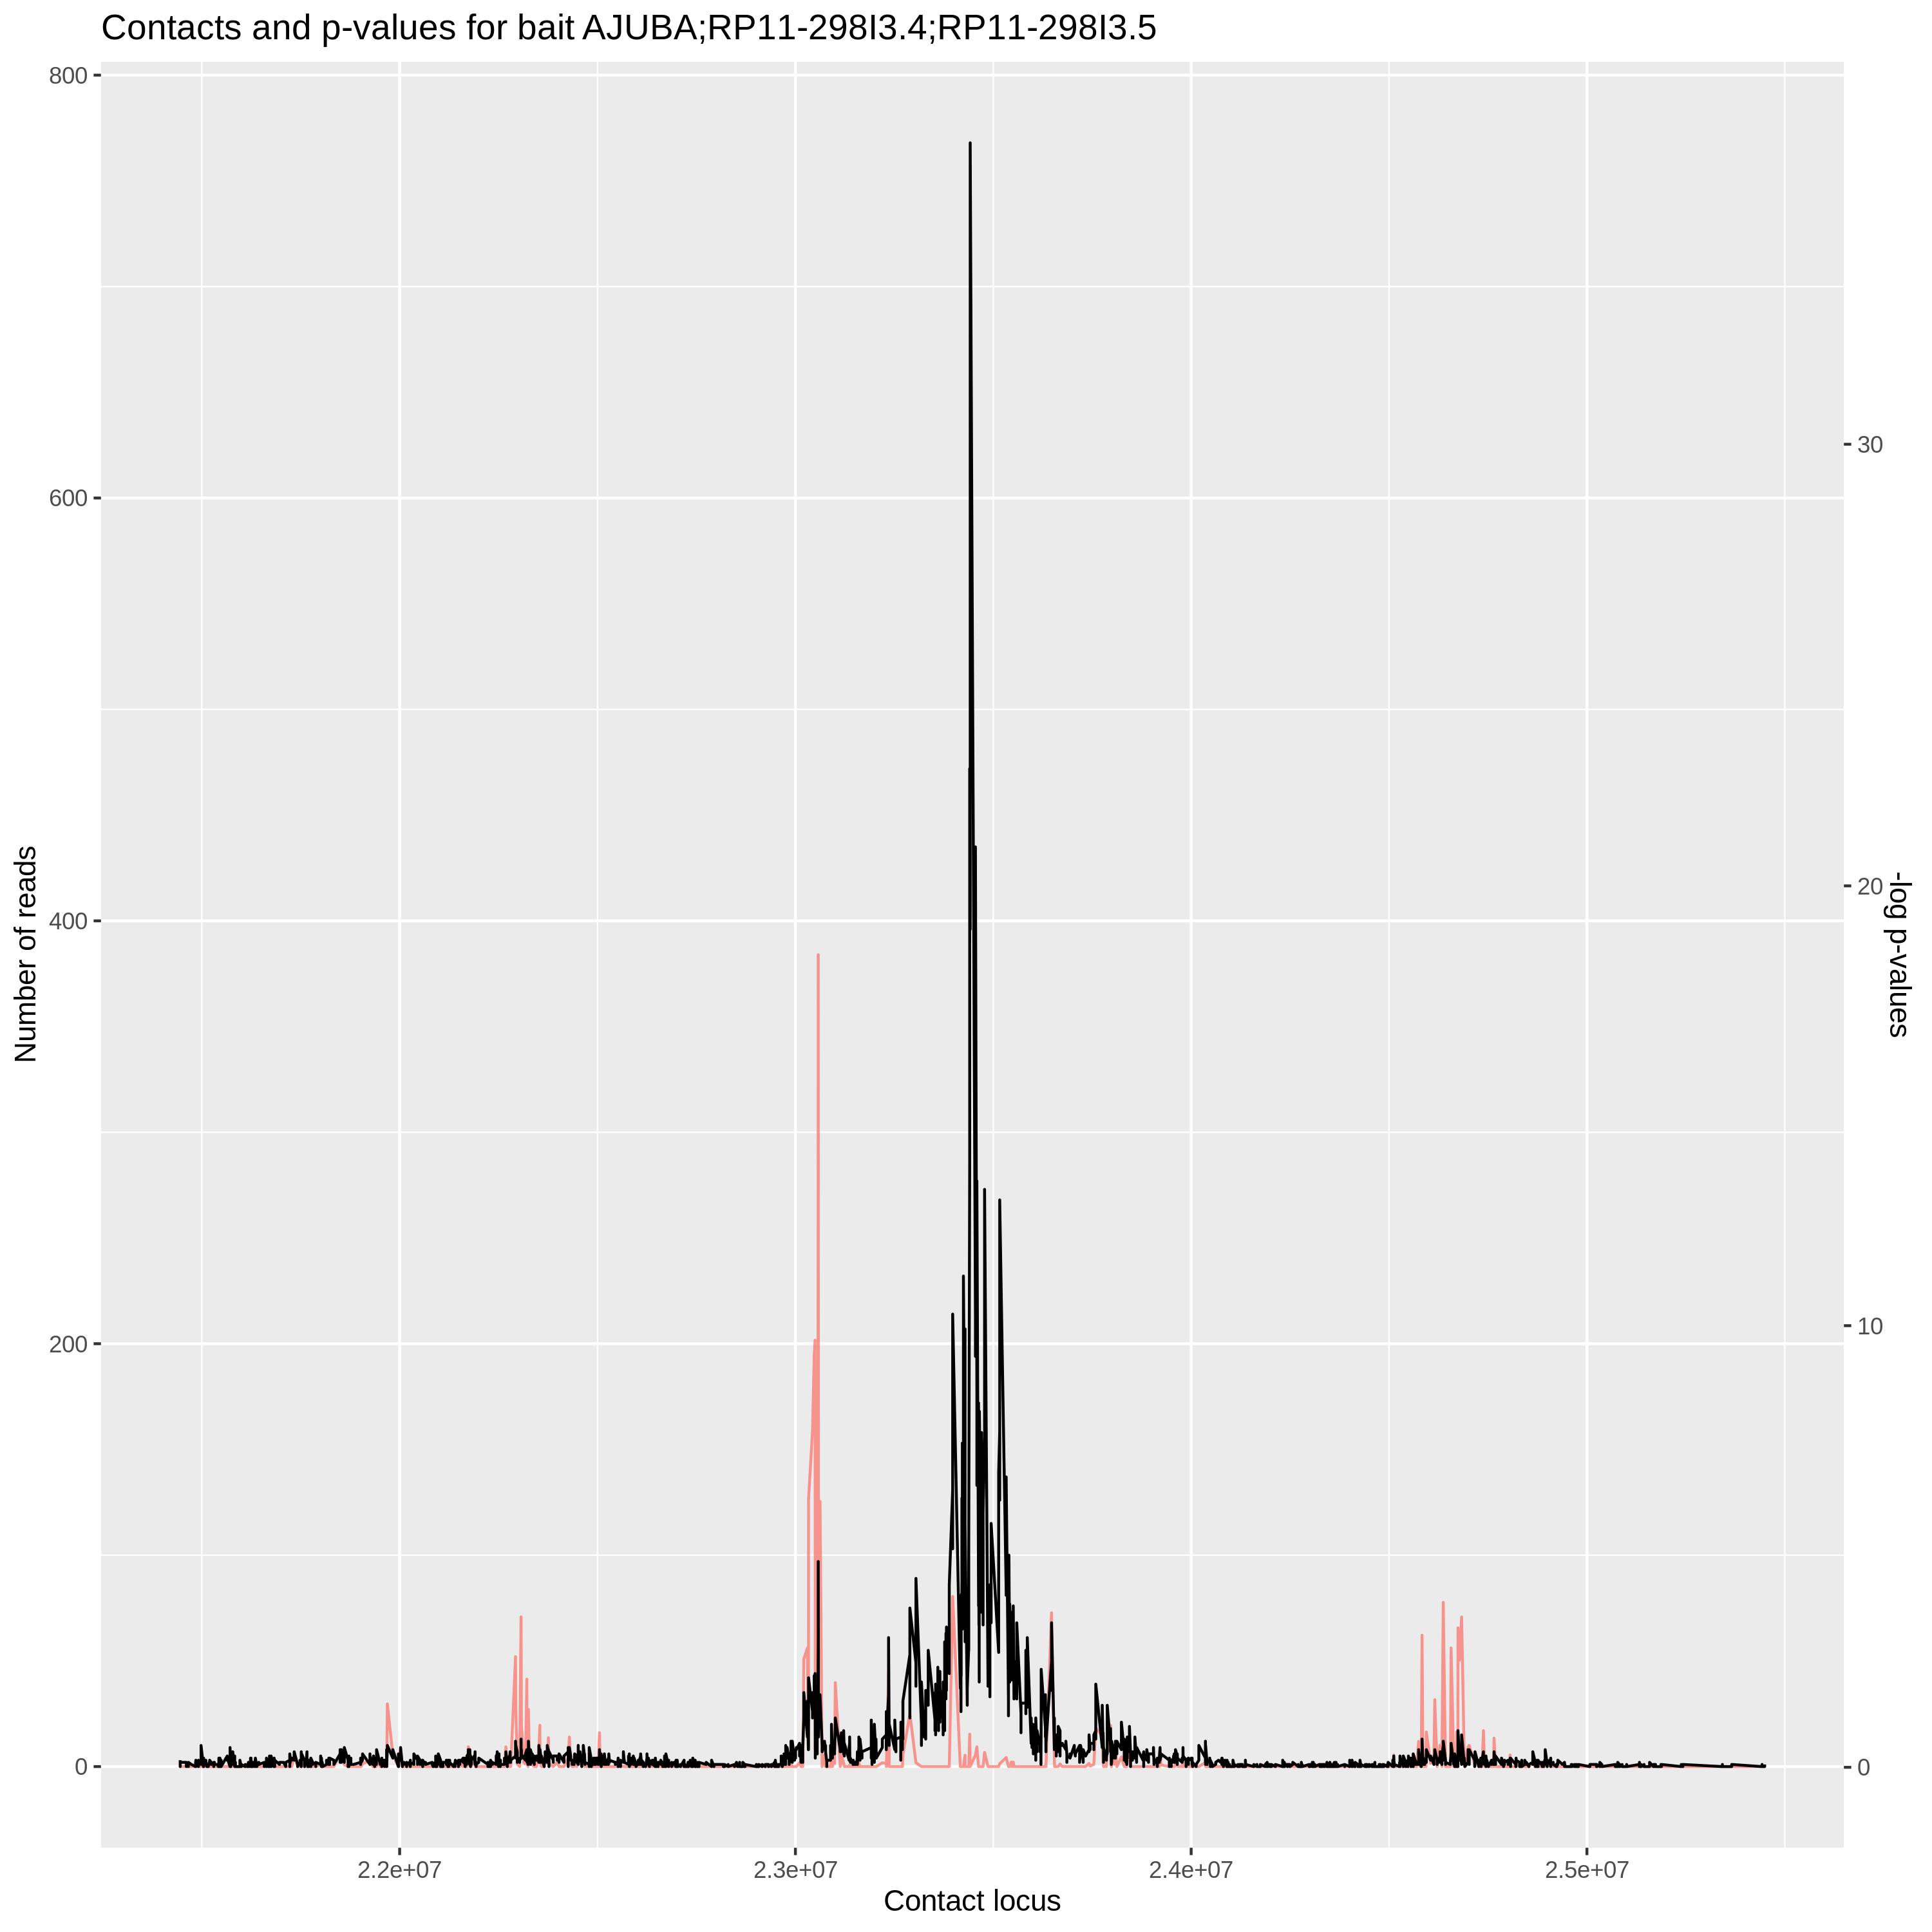 Contacts and p-values for bait AJUBA;RP11-298I3.4;RP11-298I3.5
800
600
400
200
0
Number of reads
30
20
10
0
-log p-values
2.2e+07
2.3e+07
2.4e+07
2.5e+07
Contact locus